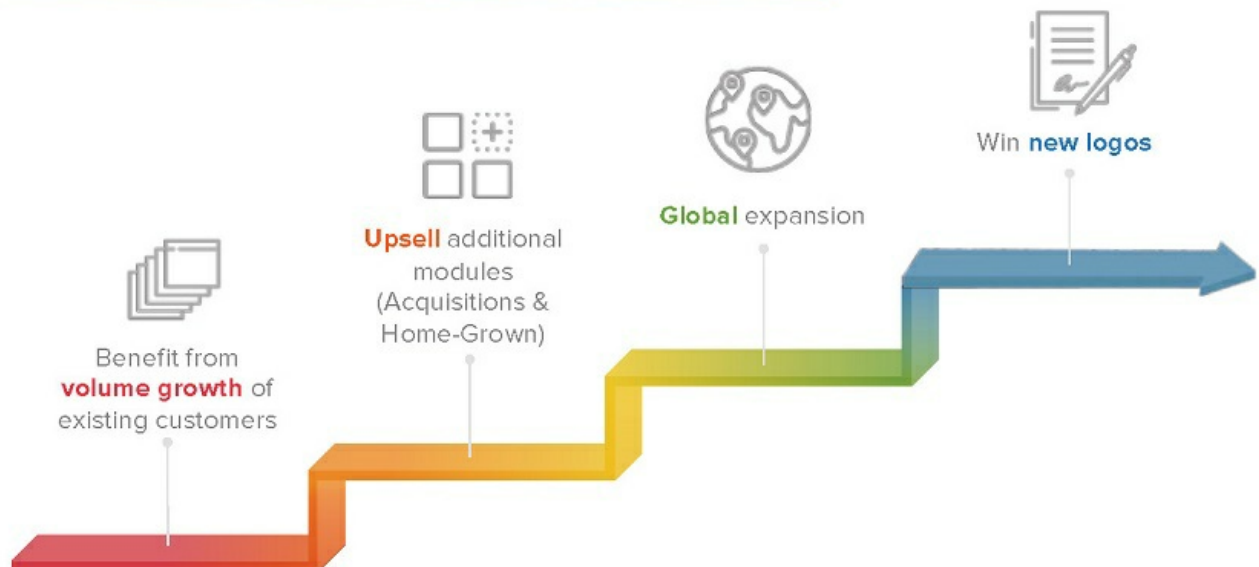 Benefit from
volume growth of
existing customers
Upsell additional
modules
(Acquisitions &
Home-Grown)
Global expansion
Win new logos